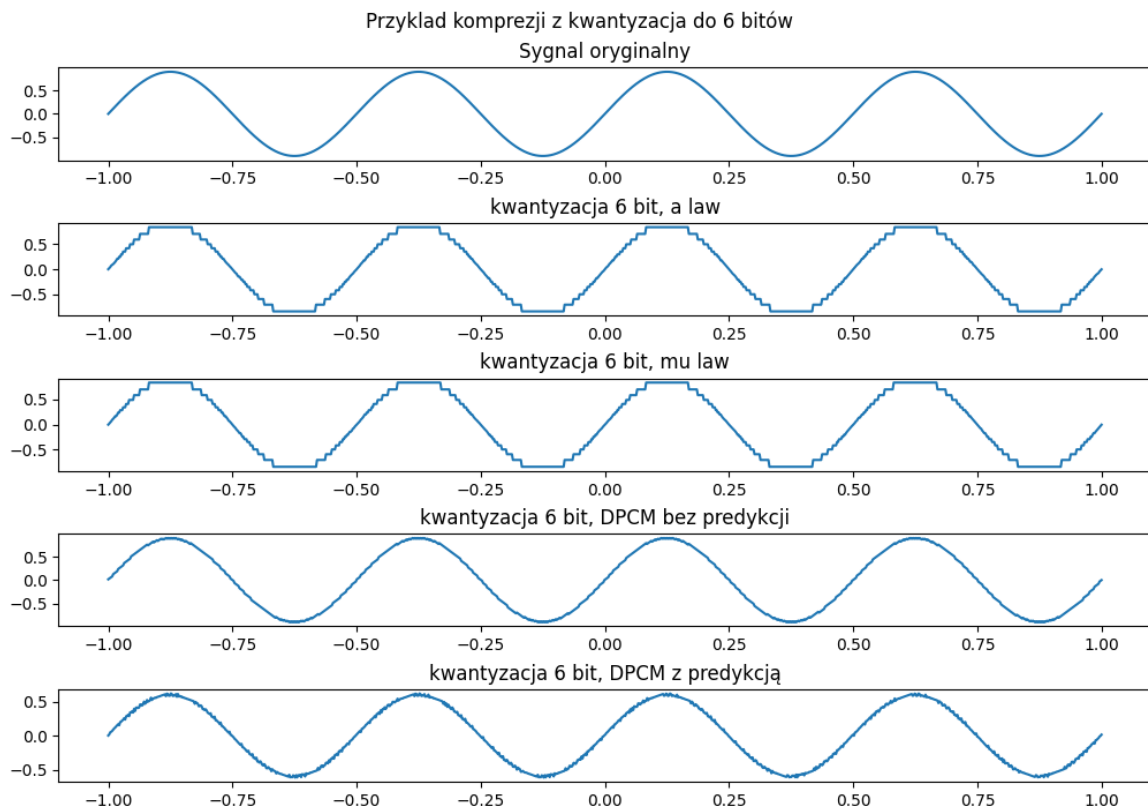 Przyklad komprezji z kwantyzacja do 6 bitów
Sygnal oryginalny
0.5
0.0
−0.5
−1.00 −0.75 −0.50 −0.25 0.00 0.25 0.50 0.75 1.00
kwantyzacja 6 bit, a law
0.5
0.0
−0.5
−1.00 −0.75 −0.50 −0.25 0.00 0.25 0.50 0.75 1.00
kwantyzacja 6 bit, mu law
0.5
0.0
−0.5
−1.00 −0.75 −0.50 −0.25 0.00 0.25 0.50 0.75 1.00
kwantyzacja 6 bit, DPCM bez predykcji
0.5
0.0
−0.5
−1.00 −0.75 −0.50 −0.25 0.00 0.25 0.50 0.75 1.00
kwantyzacja 6 bit, DPCM z predykcją
0.5
0.0
−0.5
−1.00 −0.75 −0.50 −0.25 0.00 0.25 0.50 0.75 1.00